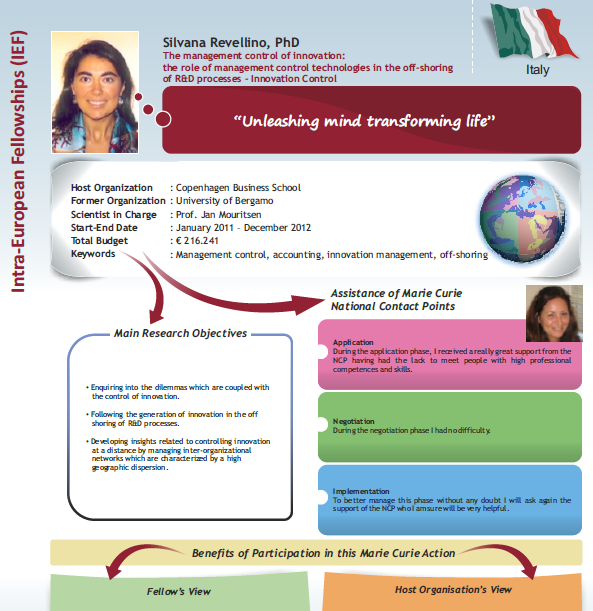 Intra-European Fellowships (IEF)
Silvana Revellino, PhD
The management control of innovation:
the role of management control technologies in the off-shoring
of R&D processes - Innovation Control
Italy
“Unleashing mind transforming life”
Host Organization : Copenhagen Business School
Former Organization : University of Bergamo
Scientist in Charge : Prof. Jan Mouritsen
Start-End Date : January 2011 – December 2012
Total Budget : € 216.241
Keywords : Management control, accounting, innovation management, off-shoring
Assistance of Marie Curie
National Contact Points
Main Research Objectives
• Enquiring into the dilemmas which are coupled with
the control of innovation.
• Following the generation of innovation in the off
shoring of R&D processes.
• Developing insights related to controlling innovation
at a distance by managing inter-organizational
networks which are characterized by a high
geographic dispersion.
Application
During the application phase, I received a really great support from the
NCP having had the lack to meet people with high professional
competences and skills.
Negotiation
During the negotiation phase I had no difficulty.
Implementation
To better manage this phase without any doubt I will ask again the
support of the NCP who I am sure will be very helpful.
Benefits of Participation in this Marie Curie Action
Fellow's View
Host Organisation's View